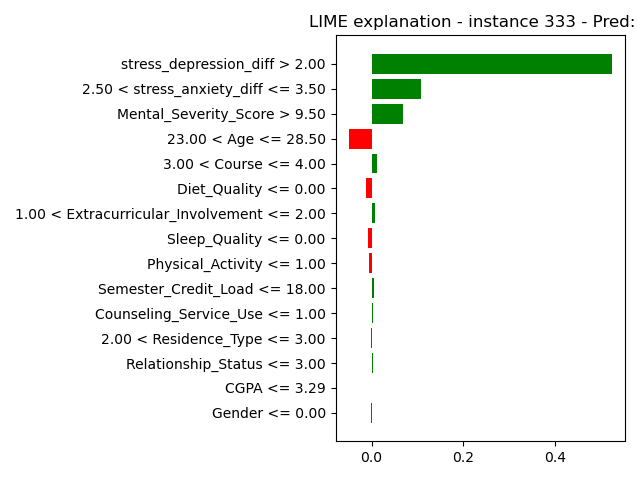 LIME explanation - instance 333 - Pred:
stress_depression_diff > 2.00
2.50 < stress_anxiety_diff <= 3.50
Mental_Severity_Score > 9.50
23.00 < Age <= 28.50
3.00 < Course <= 4.00
Diet_Quality <= 0.00
1.00 < Extracurricular_Involvement <= 2.00
Sleep_Quality <= 0.00
Physical_Activity <= 1.00
Semester_Credit_Load <= 18.00
Counseling_Service_Use <= 1.00
2.00 < Residence_Type <= 3.00
Relationship_Status <= 3.00
CGPA <= 3.29
Gender <= 0.00
0.0 0.2 0.4